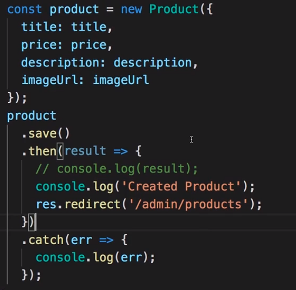 const product = new Product({
  title: title,
  price: price,
  description: description,
  imageUrl: imageUrl
});
product
  .save()
  .then(result => {
    // console.log(result);
    console.log('Created Product');
    res.redirect('/admin/products');
  })
  .catch(err => {
    console.log(err);
  });